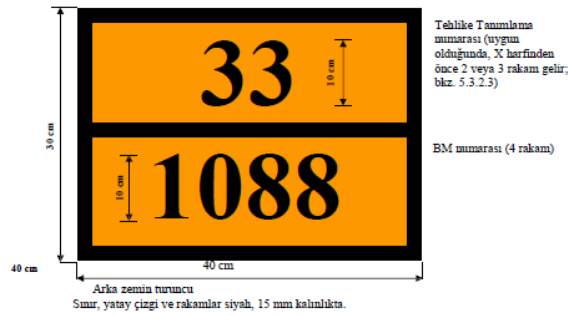 33
10 cm
Tehlike Tanımlama
numarası (uygun
olduğunda, X harfinden
önce 2 veya 3 rakam gelir;
bkz. 5.3.2.3)
30 cm
1088
10 cm
BM numarası (4 rakam)
40 cm
40 cm
Arka zemin turuncu
Sınır, yatay çizgi ve rakamlar siyah, 15 mm kalınlıkta.